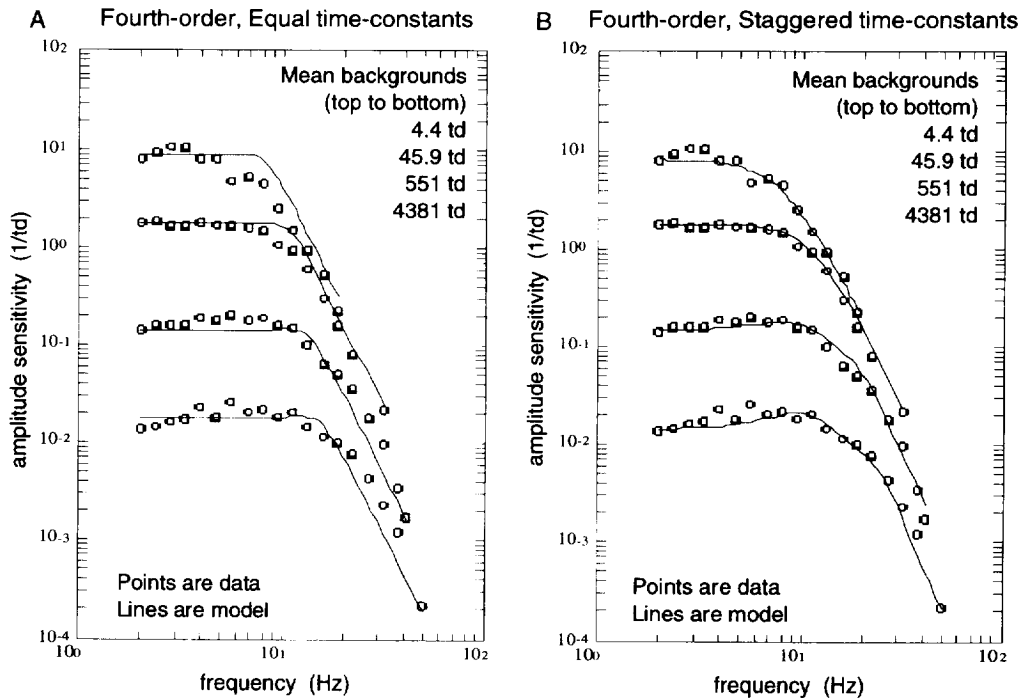 A Fourth-order, Equal time-constants
10²
10¹
10⁰
10⁻¹
10⁻²
10⁻³
10⁻⁴
amplitude sensitivity (1/td)
Mean backgrounds
(top to bottom)
4.4 td
45.9 td
551 td
4381 td
Points are data
Lines are model
10⁰
10¹
10²
frequency (Hz)
B Fourth-order, Staggered time-constants
10²
10¹
10⁰
10⁻¹
10⁻²
10⁻³
10⁻⁴
amplitude sensitivity (1/td)
Mean backgrounds
(top to bottom)
4.4 td
45.9 td
551 td
4381 td
Points are data
Lines are model
10⁰
10¹
10²
frequency (Hz)